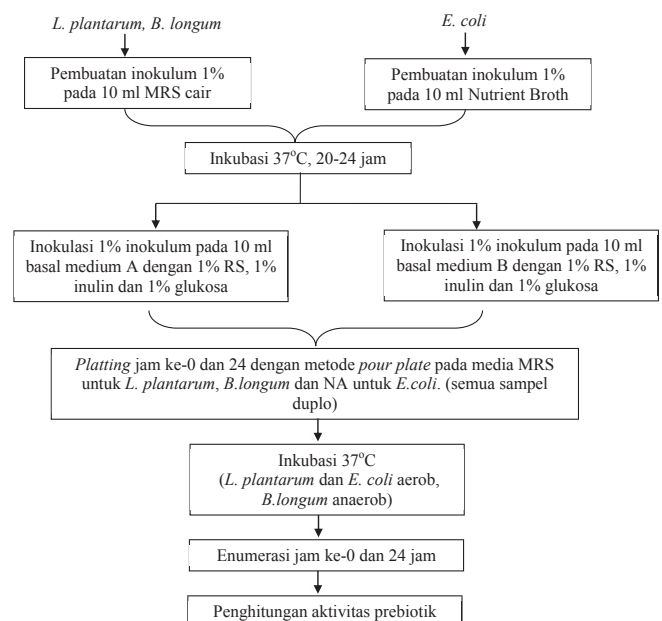 L. plantarum, B. longum
E. coli
Pembuatan inokulum 1%
pada 10 ml MRS cair
Pembuatan inokulum 1%
pada 10 ml Nutrient Broth
Inkubasi 37°C, 20-24 jam
Inokulasi 1% inokulum pada 10 ml
basal medium A dengan 1% RS, 1%
inulin dan 1% glukosa
Inokulasi 1% inokulum pada 10 ml
basal medium B dengan 1% RS, 1%
inulin dan 1% glukosa
Platting jam ke-0 dan 24 dengan metode pour plate pada media MRS
untuk L. plantarum, B.longum dan NA untuk E.coli. (semua sampel
duplo)
Inkubasi 37°C
(L. plantarum dan E. coli aerob,
B.longum anaerob)
Enumerasi jam ke-0 dan 24 jam
Penghitungan aktivitas prebiotik